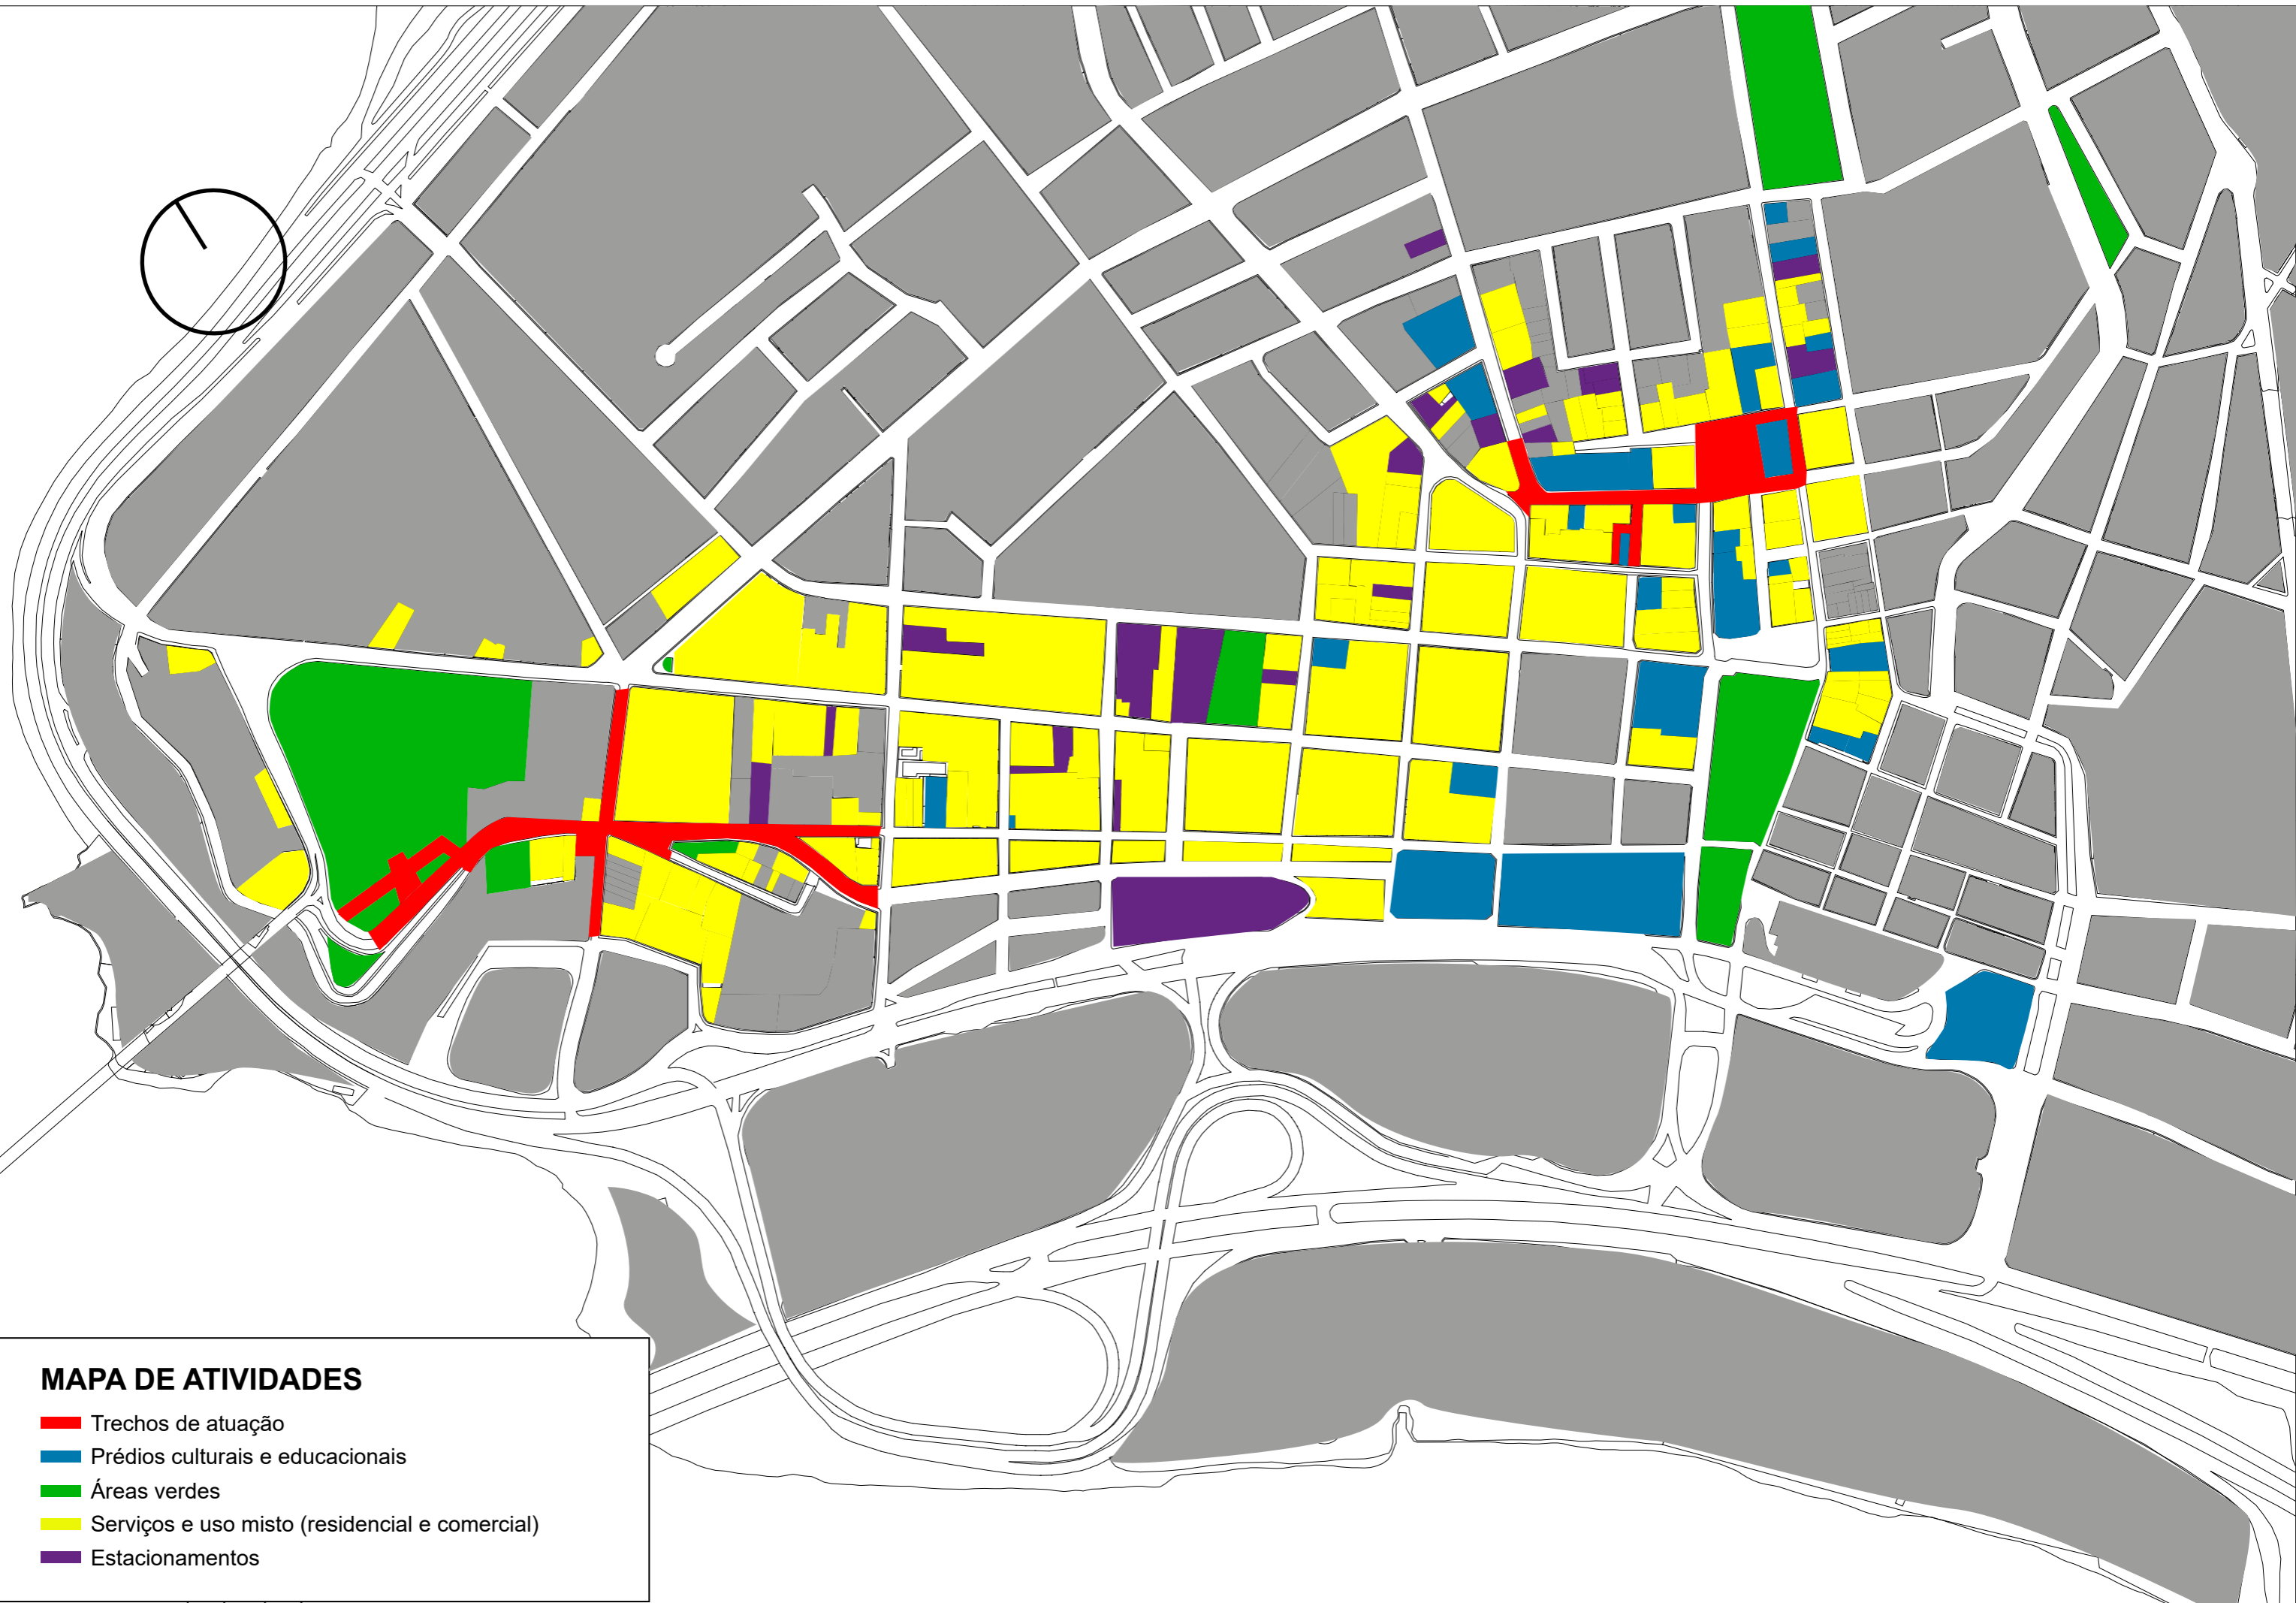 MAPA DE ATIVIDADES
Trechos de atuação
Prédios culturais e educacionais
Áreas verdes
Serviços e uso misto (residencial e comercial)
Estacionamentos